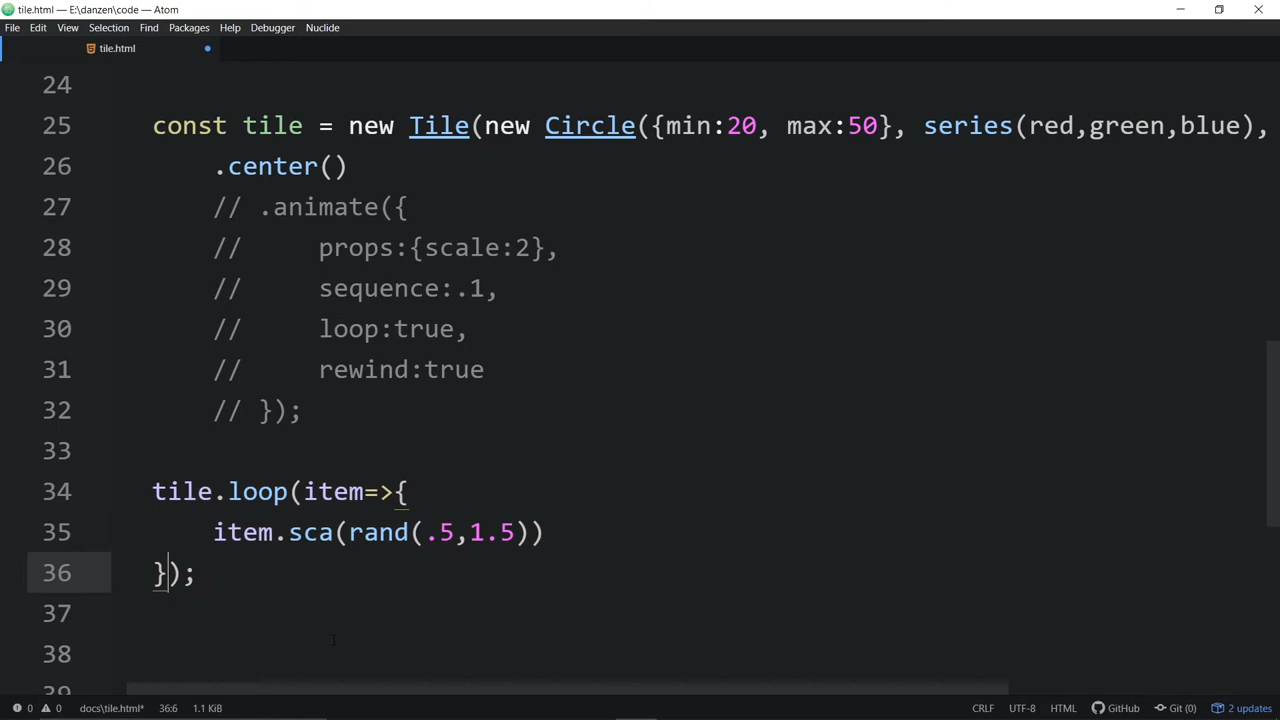 tile.html — E:\danzen\code — Atom
File Edit View Selection Find Packages Help Debugger Nuclide
tile.html
24
25 const tile = new Tile(new Circle({min:20, max:50}, series(red,green,blue),
26 .center()
27 // .animate({
28 // props:{scale:2},
29 // sequence:.1,
30 // loop:true,
31 // rewind:true
32 // });
33
34 tile.loop(item=>{
35 item.sca(rand(.5,1.5))
36 });
37
38
39
0 0 docs\tile.html* 36:6 1.1 KiB CRLF UTF-8 HTML GitHub Git (0) 2 updates